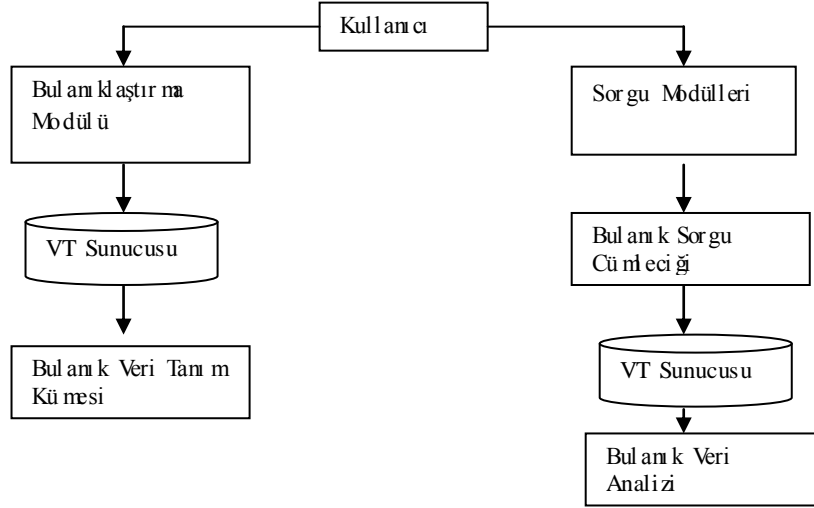 Kullanıcı
Bulanıklaştırma
Modülü
Sorgu Modülleri
VT Sunucusu
Bulanık Sorgu
Cümleciği
Bulanık Veri Tanım
Kümesi
VT Sunucusu
Bulanık Veri
Analizi